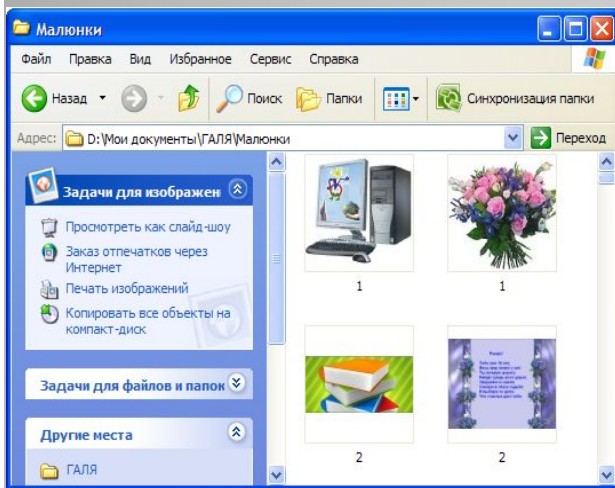 Малюнки
Файл Правка Вид Избранное Сервис Справка
Назад Поиск Папки Синхронизация папки
Адрес: D:\Мои документы\ГАЛЯ\Малюнки Переход
Задачи для изображен
Просмотреть как слайд-шоу
Заказ отпечатков через
Интернет
Печать изображений
Копировать все объекты на
компакт-диск
Задачи для файлов и папок
Другие места
ГАЛЯ
1 1
2 2